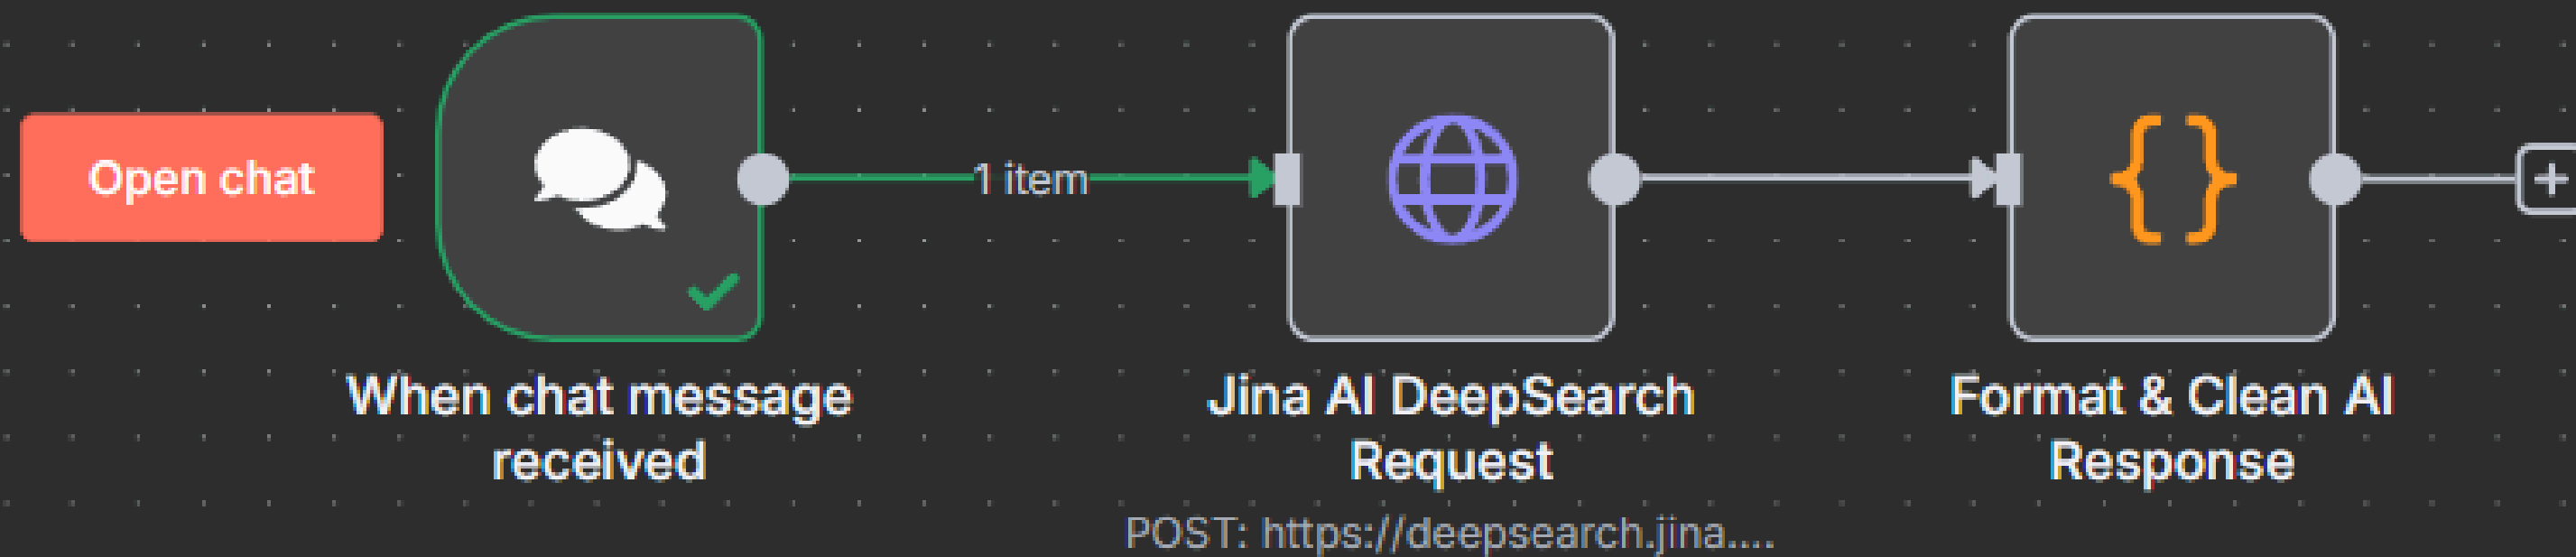 Open chat
1 item
When chat message
received
Jina AI DeepSearch
Request
POST: https://deepsearch.jina....
Format & Clean AI
Response